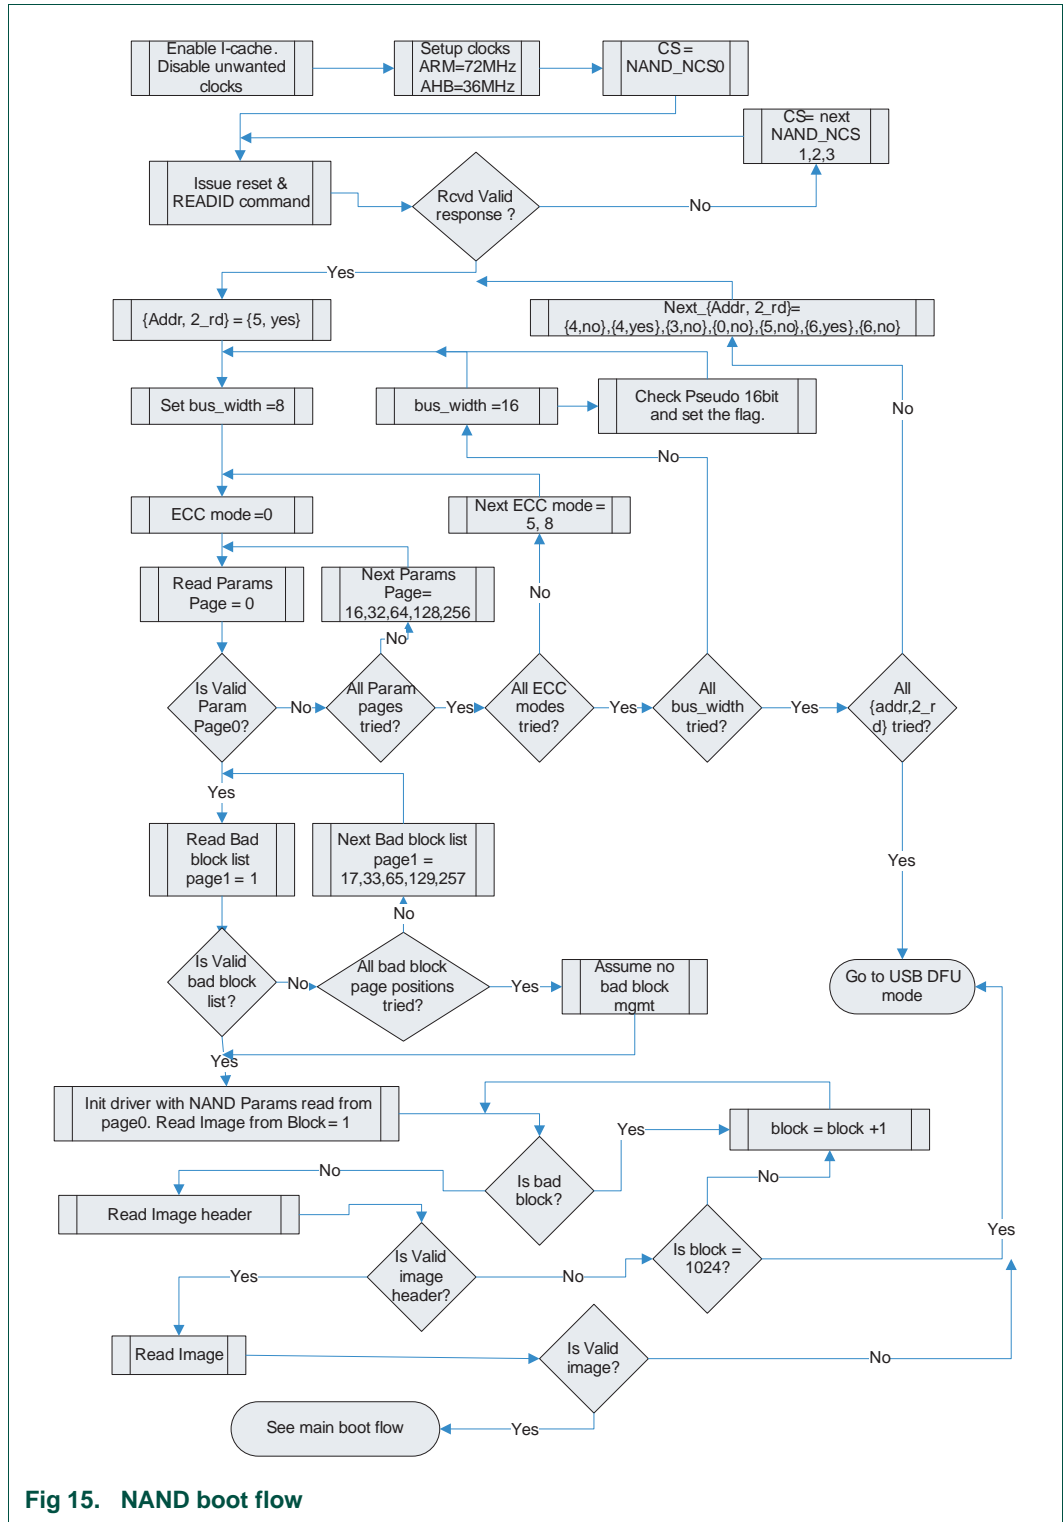 Enable I-cache.
Disable unwanted
clocks
Setup clocks
ARM=72MHz
AHB=36MHz
CS =
NAND_NCS0
CS= next
NAND_NCS
1,2,3
Issue reset &
READID command
Rcvd Valid
response ?
No
Yes
{Addr, 2_rd} = {5, yes}
Next_{Addr, 2_rd}=
{4,no},{4,yes},{3,no},{0,no},{5,no},{6,yes},{6,no}
Set bus_width =8
bus_width =16
Check Pseudo 16bit
and set the flag.
No
No
ECC mode =0
Next ECC mode =
5, 8
Read Params
Page = 0
Next Params
Page=
16,32,64,128,256
No
No
Is Valid
Param
Page0?
No
All Param
pages
tried?
Yes
All ECC
modes
tried?
Yes
All
bus_width
tried?
Yes
All
{addr,2_r
d} tried?
Yes
Read Bad
block list
page1 = 1
Next Bad block list
page1 =
17,33,65,129,257
Yes
No
Is Valid
bad block
list?
No
All bad block
page positions
tried?
Yes
Assume no
bad block
mgmt
Go to USB DFU
mode
Yes
Init driver with NAND Params read from
page0. Read Image from Block= 1
Yes
block = block +1
No
Is bad
block?
No
Read Image header
Is Valid
image
header?
Yes
No
Is block =
1024?
Yes
Read Image
Is Valid
image?
No
See main boot flow
Yes
Fig 15. NAND boot flow